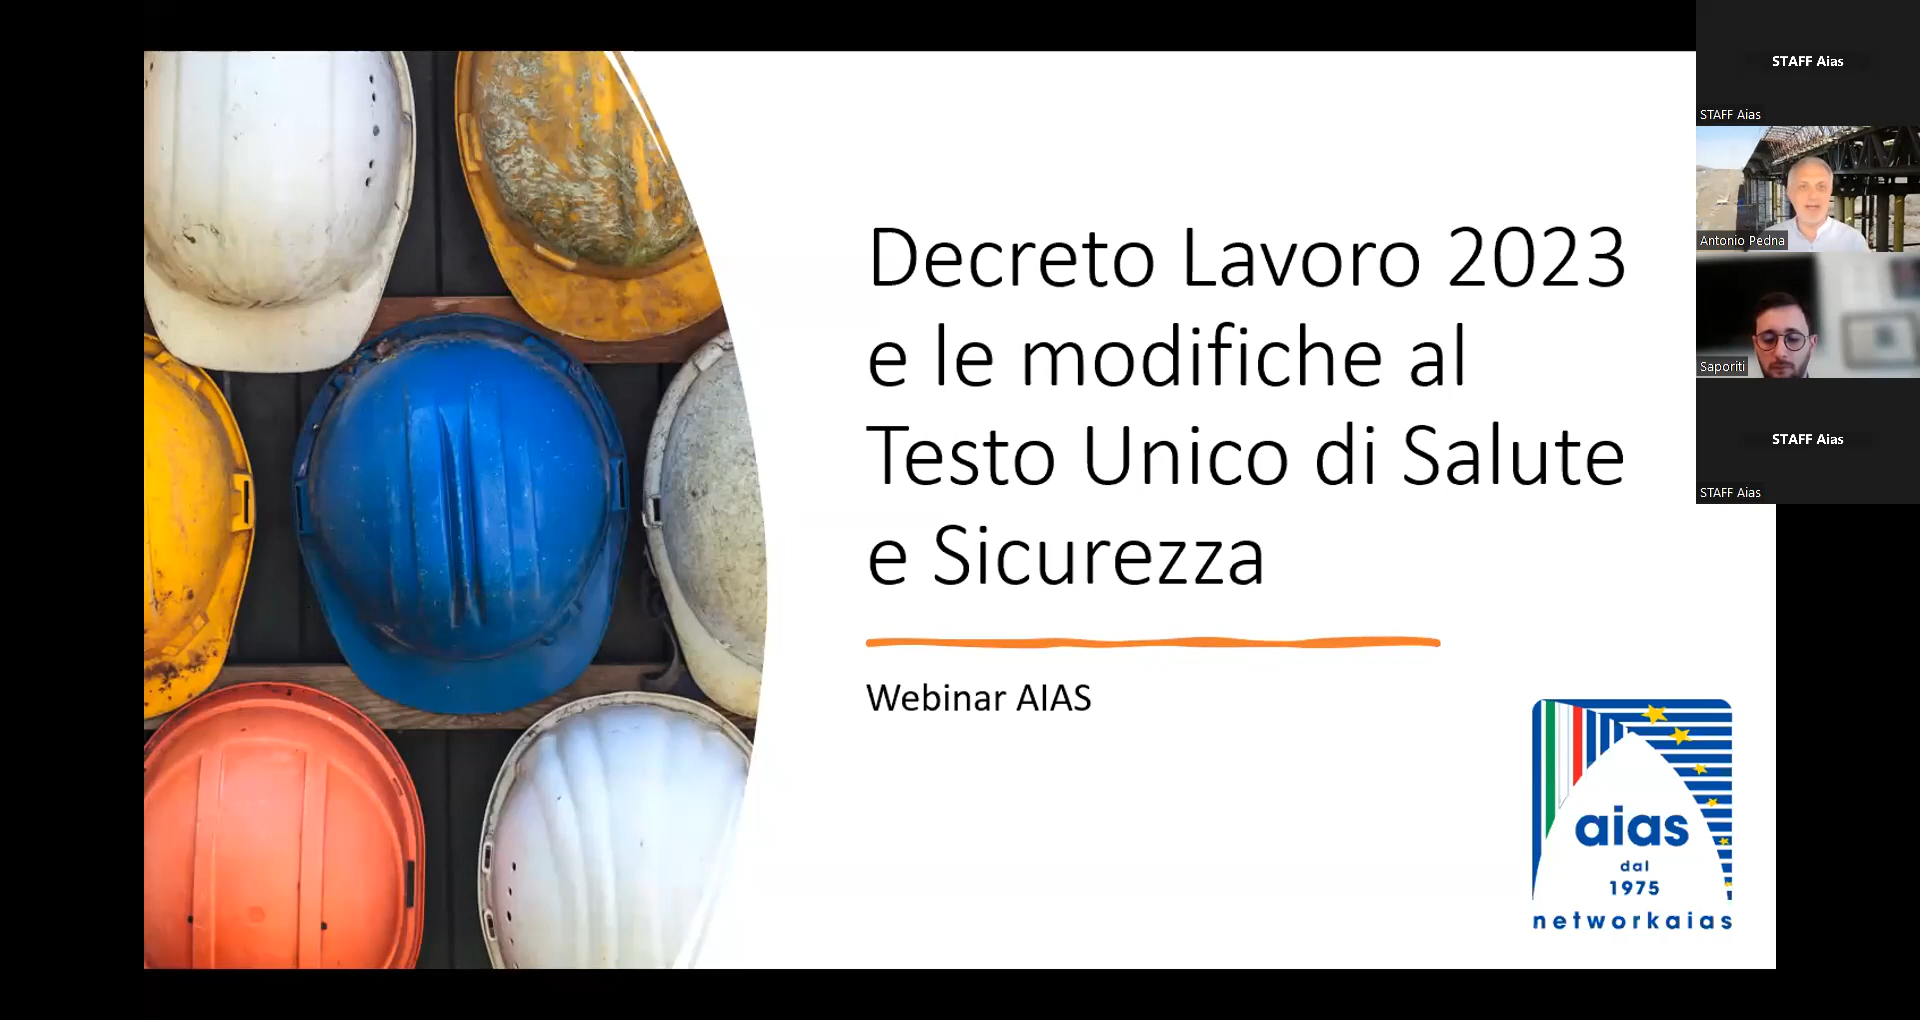 Decreto Lavoro 2023
e le modifiche al
Testo Unico di Salute
e Sicurezza
Webinar AIAS
aias
dal
1975
networkaias
STAFF Aias
STAFF Aias
Antonio Pedna
Saporiti
STAFF Aias
STAFF Aias